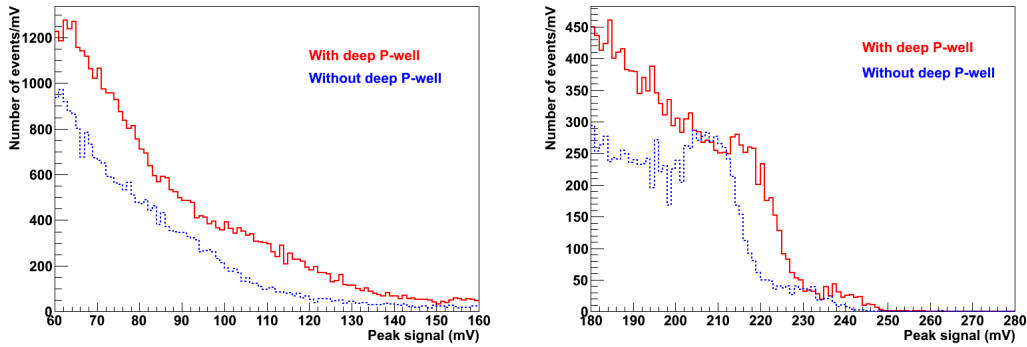 Number of events/mV
1200
1000
800
600
400
200
0
With deep P-well
Without deep P-well
60 70 80 90 100 110 120 130 140 150 160
Peak signal (mV)
Number of events/mV
450
400
350
300
250
200
150
100
50
0
With deep P-well
Without deep P-well
180 190 200 210 220 230 240 250 260 270 280
Peak signal (mV)